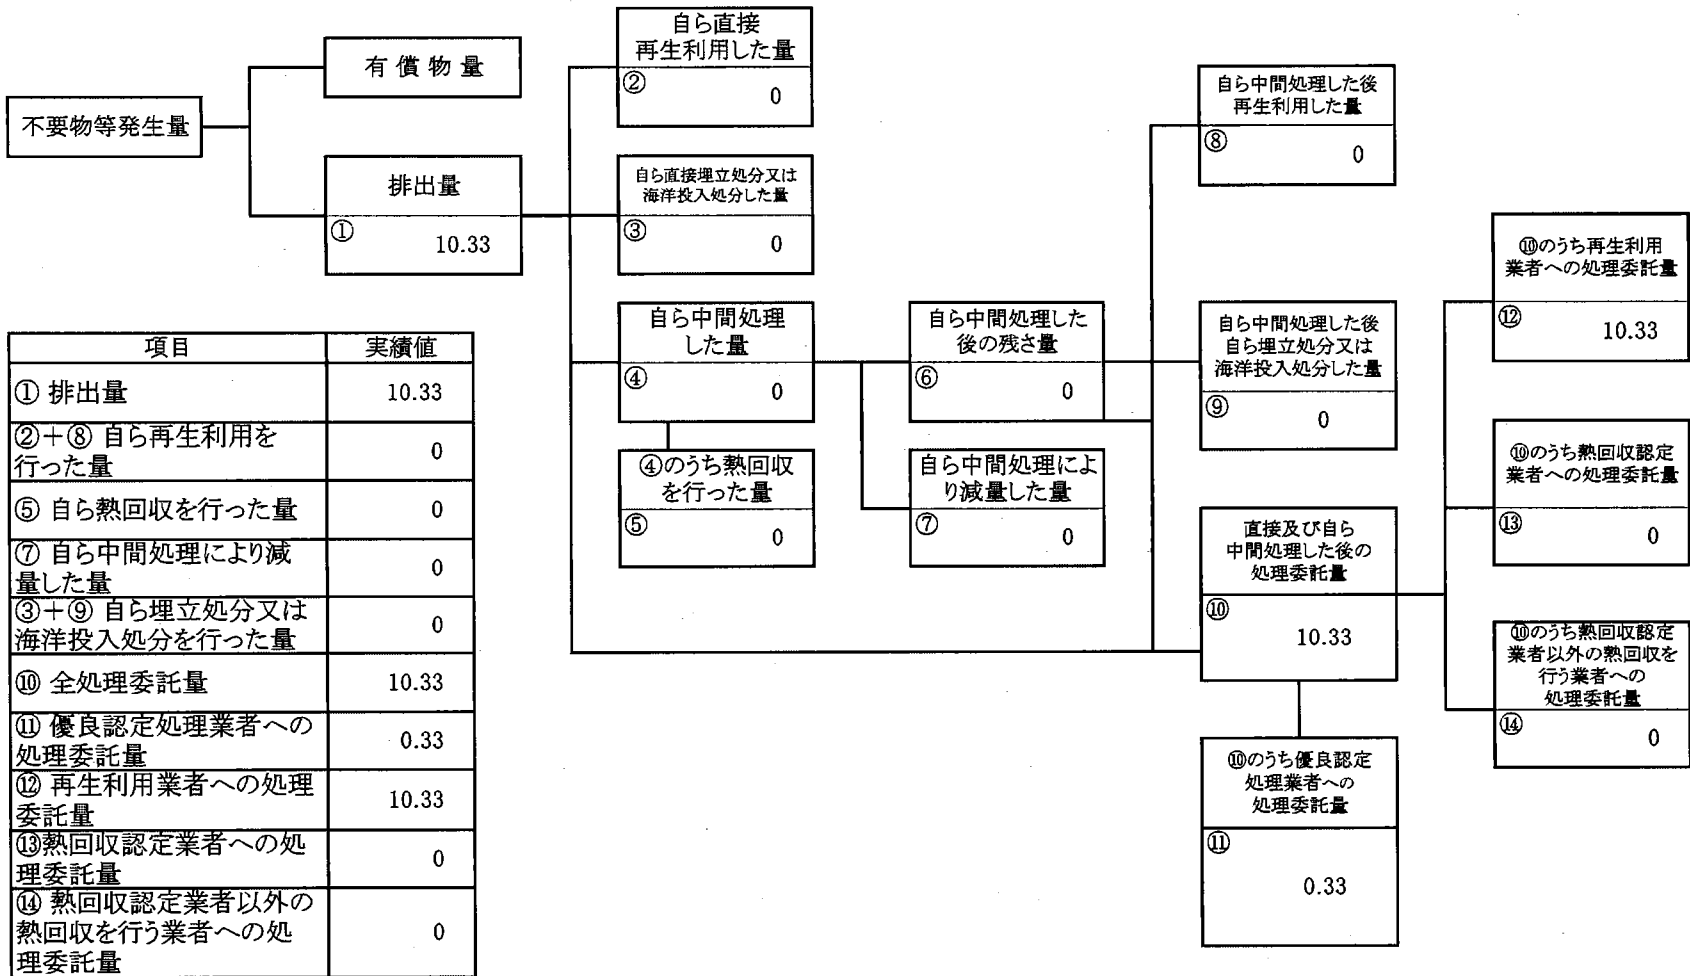 不要物等発生量
有償物量
排出量
①
10.33
自ら直接
再生利用した量
②
0
自ら直接埋立処分又は
海洋投入処分した量
③
0
自ら中間処理
した量
④
0
④のうち熱回収
を行った量
⑤
0
自ら中間処理した
後の残さ量
⑥
0
自ら中間処理によ
り減量した量
⑦
0
自ら中間処理した後
再生利用した量
⑧
0
自ら中間処理した後
自ら埋立処分又は
海洋投入処分した量
⑨
0
直接及び自ら
中間処理した後の
処理委託量
⑩
10.33
⑩のうち優良認定
処理業者への
処理委託量
⑪
0.33
⑩のうち再生利用
業者への処理委託量
⑫
10.33
⑩のうち熱回収認定
業者への処理委託量
⑬
0
⑩のうち熱回収認定
業者以外の熱回収を
行う業者への
処理委託量
⑭
0
項目 実績値
① 排出量 10.33
②+⑧ 自ら再生利用を
行った量 0
⑤ 自ら熱回収を行った量 0
⑦ 自ら中間処理により減
量した量 0
③+⑨ 自ら埋立処分又は
海洋投入処分を行った量 0
⑩ 全処理委託量 10.33
⑪ 優良認定処理業者への
処理委託量 0.33
⑫ 再生利用業者への処理
委託量 10.33
⑬熱回収認定業者への処
理委託量 0
⑭ 熱回収認定業者以外の
熱回収を行う業者への処
理委託量 0